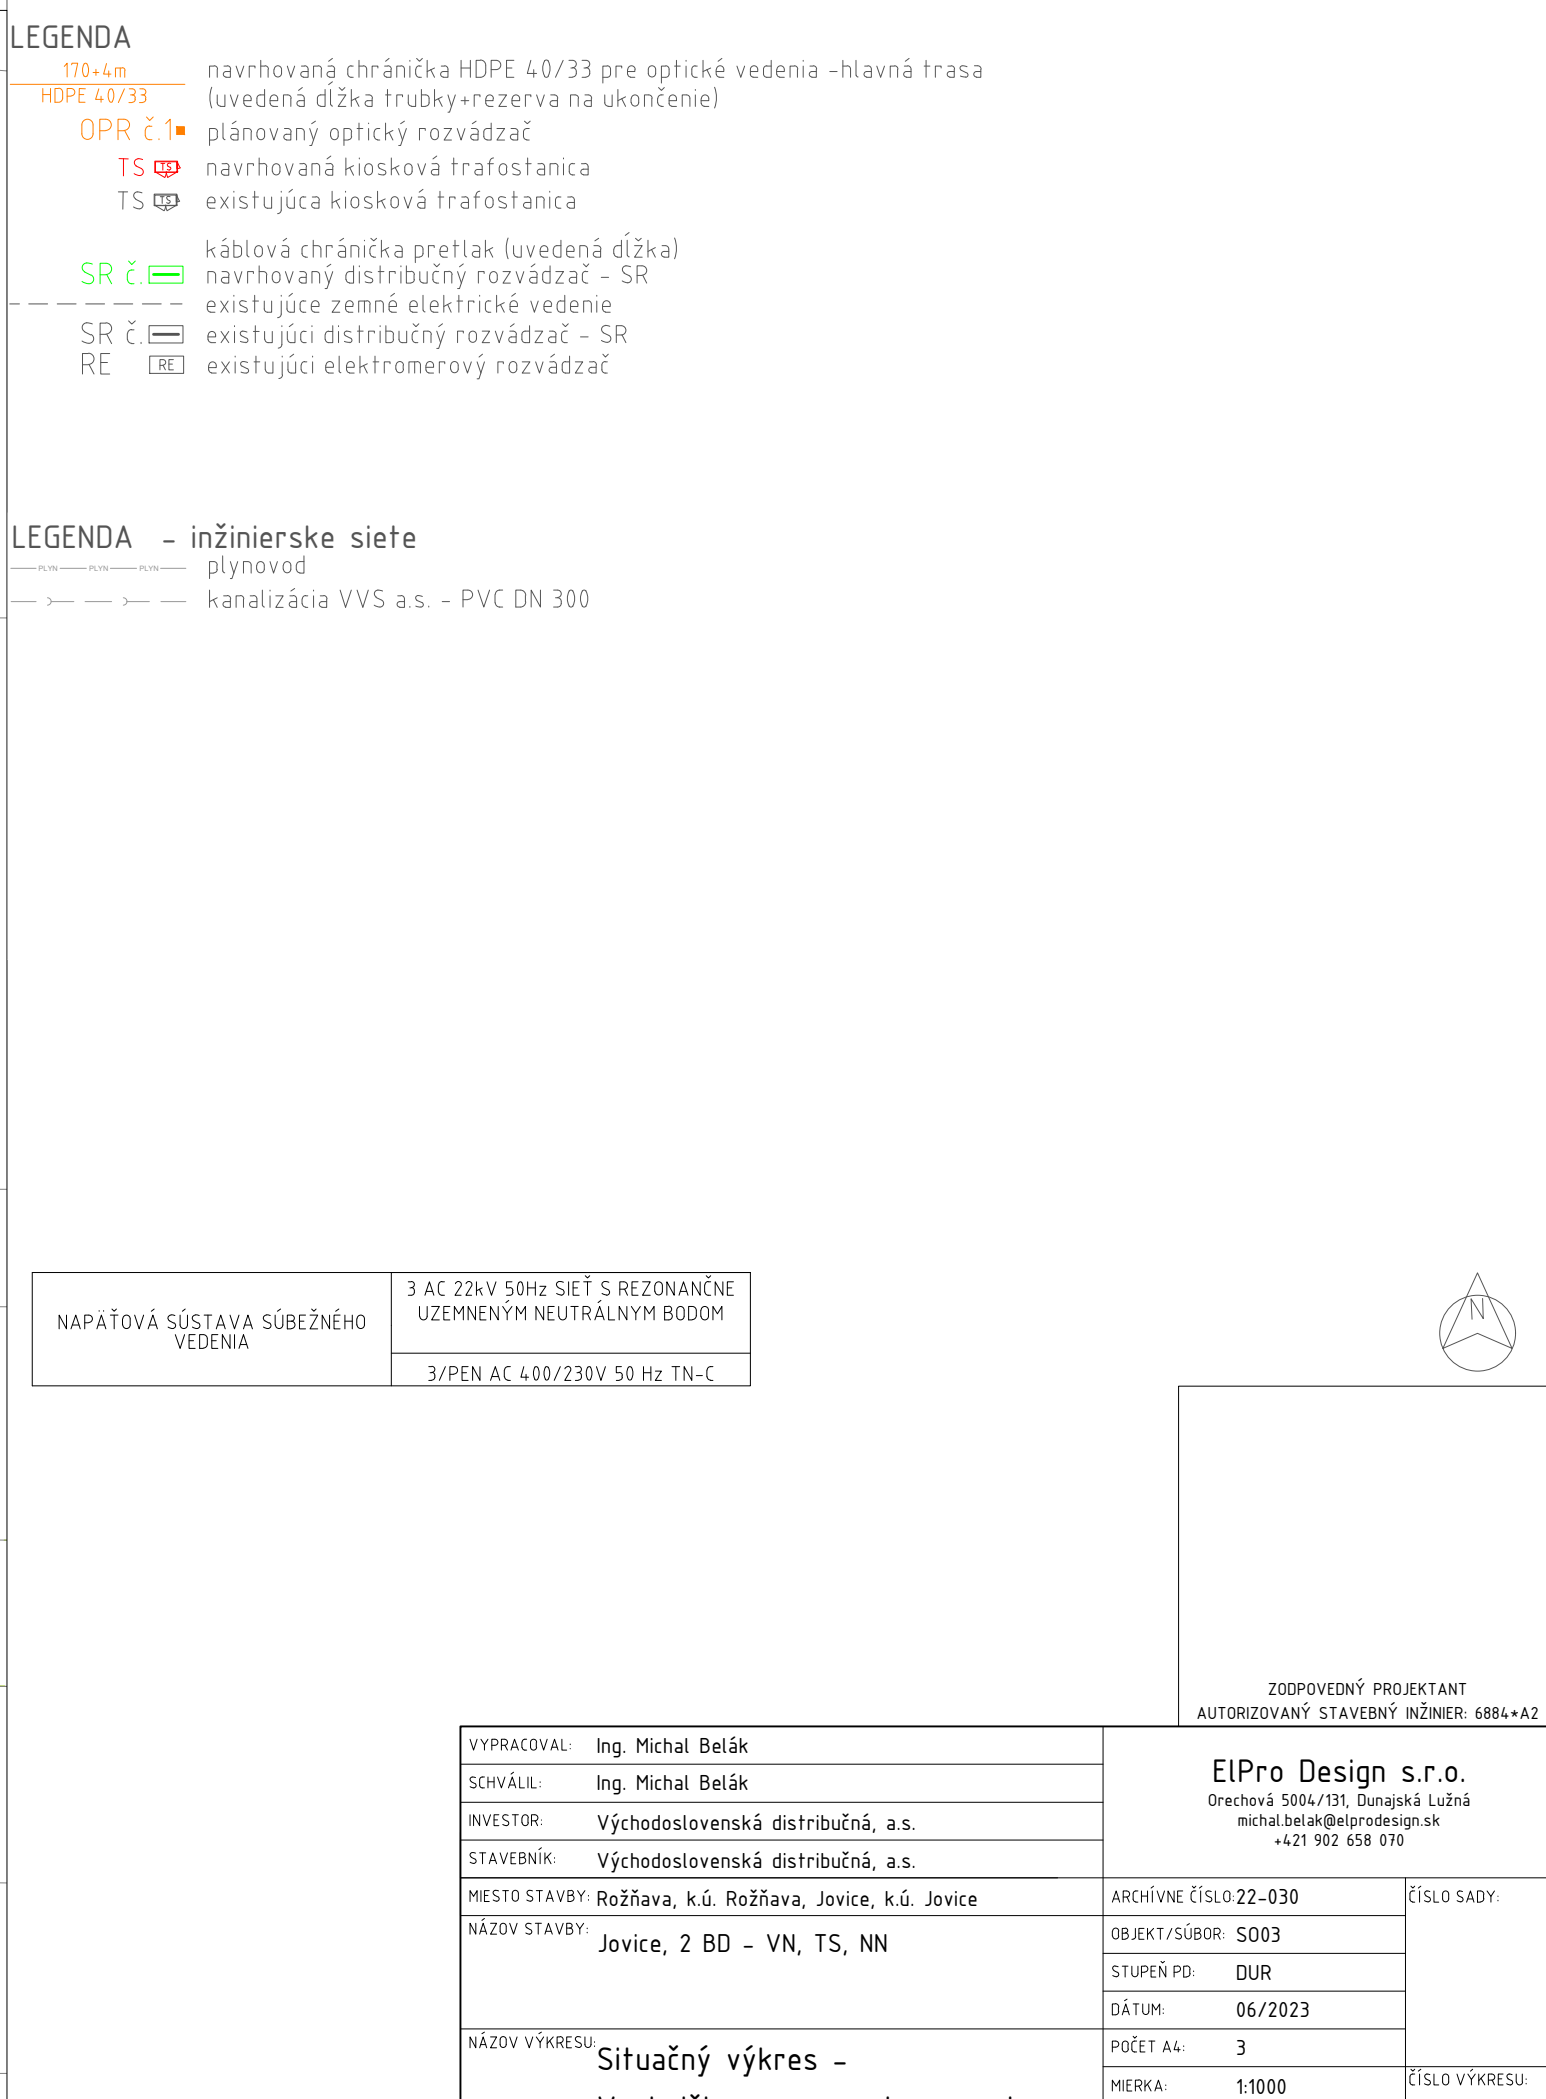 LEGENDA
170+4m
HDPE 40/33
navrhovaná chránička HDPE 40/33 pre optické vedenia -hlavná trasa
(uvedená dĺžka trubky+rezerva na ukončenie)
OPR č.1 plánovaný optický rozvádzač
TS TS navrhovaná kiosková trafostanica
TS TS existujúca kiosková trafostanica
káblová chránička pretlak (uvedená dĺžka)
SR č. navrhovaný distribučný rozvádzač - SR
existujúce zemné elektrické vedenie
SR č. existujúci distribučný rozvádzač - SR
RE RE existujúci elektromerový rozvádzač
LEGENDA - inžinierske siete
PLYN PLYN PLYN plynovod
kanalizácia VVS a.s. - PVC DN 300
NAPÄŤOVÁ SÚSTAVA SÚBEŽNÉHO
VEDENIA
3 AC 22kV 50Hz SIEŤ S REZONANČNE
UZEMNENÝM NEUTRÁLNYM BODOM
3/PEN AC 400/230V 50 Hz TN-C
N
ZODPOVEDNÝ PROJEKTANT
AUTORIZOVANÝ STAVEBNÝ INŽINIER: 6884*A2
VYPRACOVAL: Ing. Michal Belák
SCHVÁLIL: Ing. Michal Belák
INVESTOR: Východoslovenská distribučná, a.s.
STAVEBNÍK: Východoslovenská distribučná, a.s.
ElPro Design s.r.o.
Orechová 5004/131, Dunajská Lužná
michal.belak@elprodesign.sk
+421 902 658 070
MIESTO STAVBY: Rožňava, k.ú. Rožňava, Jovice, k.ú. Jovice
NÁZOV STAVBY: Jovice, 2 BD - VN, TS, NN
ARCHÍVNE ČÍSLO: 22-030
ČÍSLO SADY:
OBJEKT/SÚBOR: SO03
STUPEŇ PD: DUR
DÁTUM: 06/2023
NÁZOV VÝKRESU: Situačný výkres -
POČET A4: 3
MIERKA: 1:1000
ČÍSLO VÝKRESU: